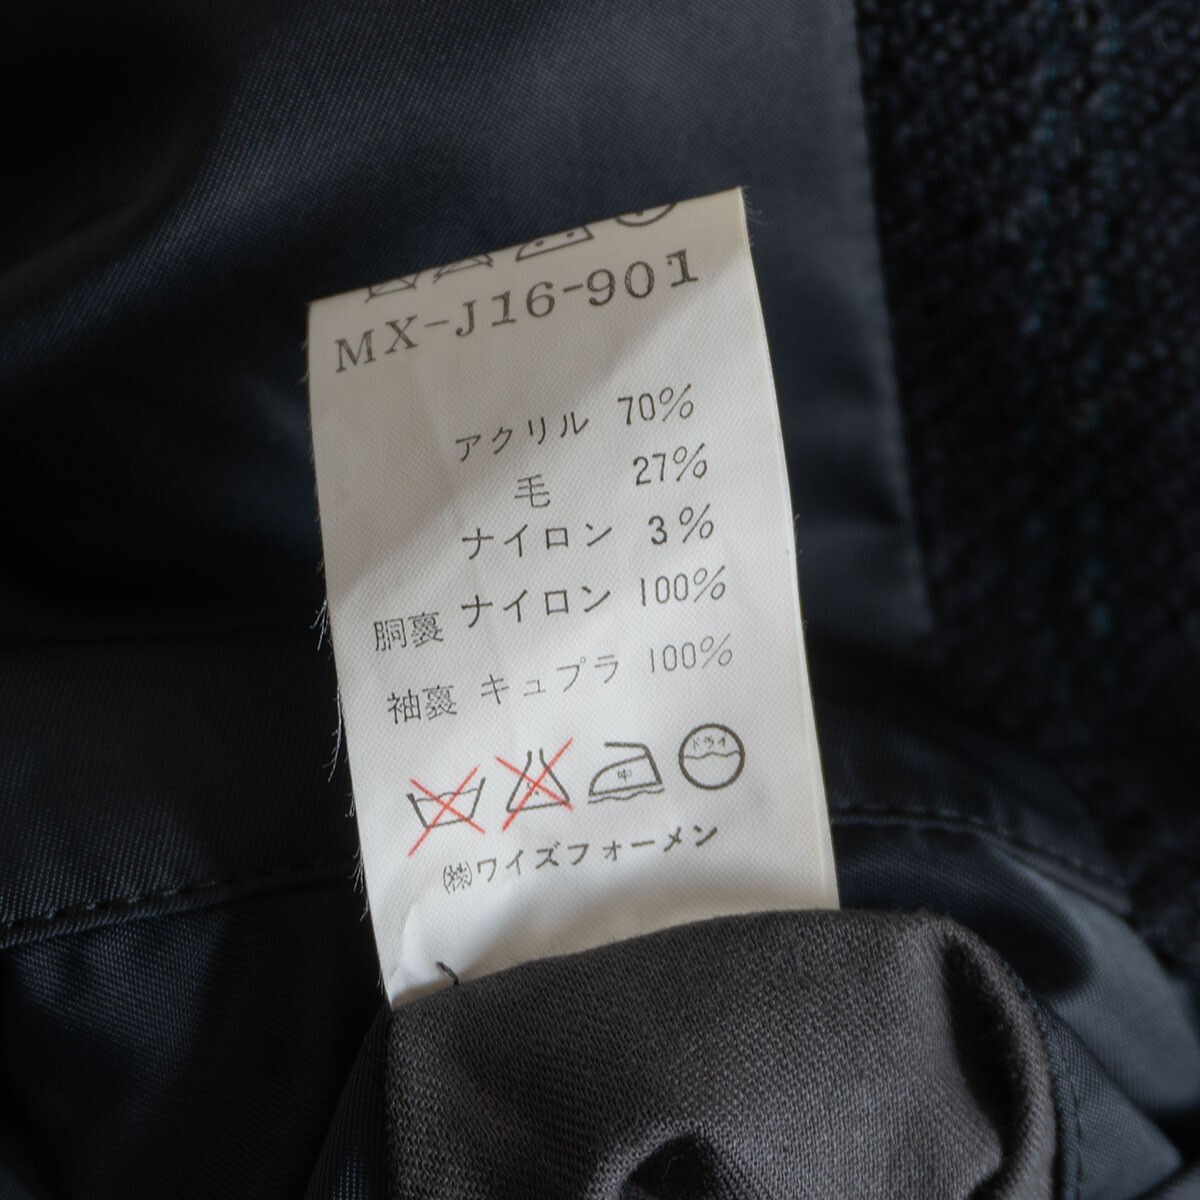 MX-J16-901
アクリル 70%
毛 27%
ナイロン 3%
胴裏 ナイロン 100%
袖裏 キュプラ 100%
中 ドライ
㈱ワイズフォーメン